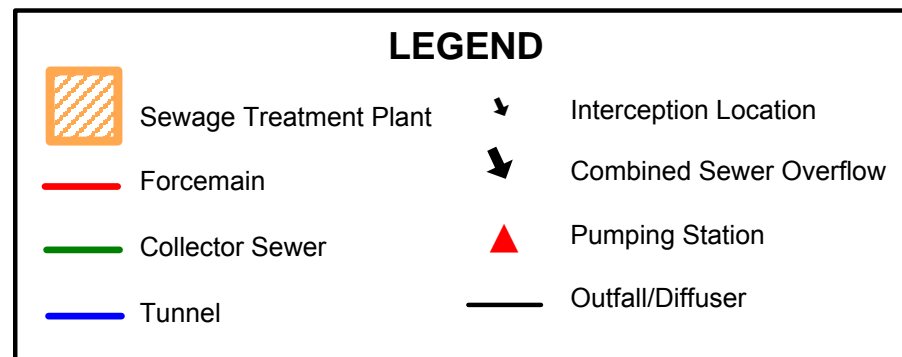 LEGEND
Sewage Treatment Plant
Interception Location
Forcemain
Combined Sewer Overflow
Collector Sewer
Pumping Station
Tunnel
Outfall/Diffuser